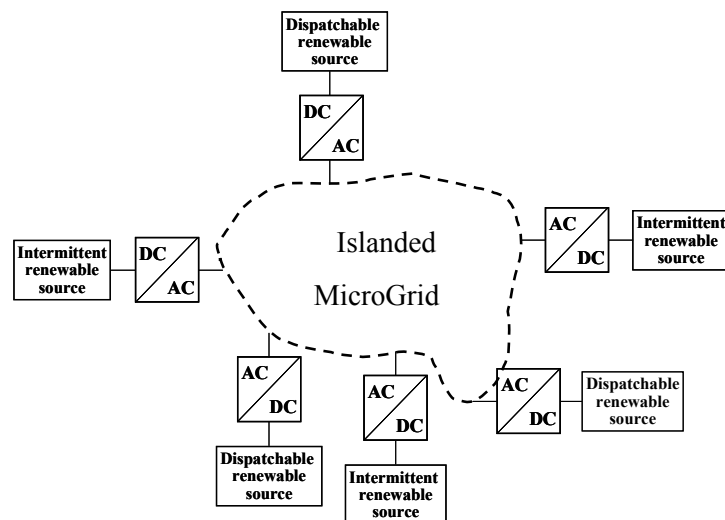 Dispatchable
renewable
source
DC
AC
Islanded
MicroGrid
Intermittent
renewable
source
DC
AC
AC
DC
Intermittent
renewable
source
AC
DC
Dispatchable
renewable
source
AC
DC
Intermittent
renewable
source
AC
DC
Dispatchable
renewable
source